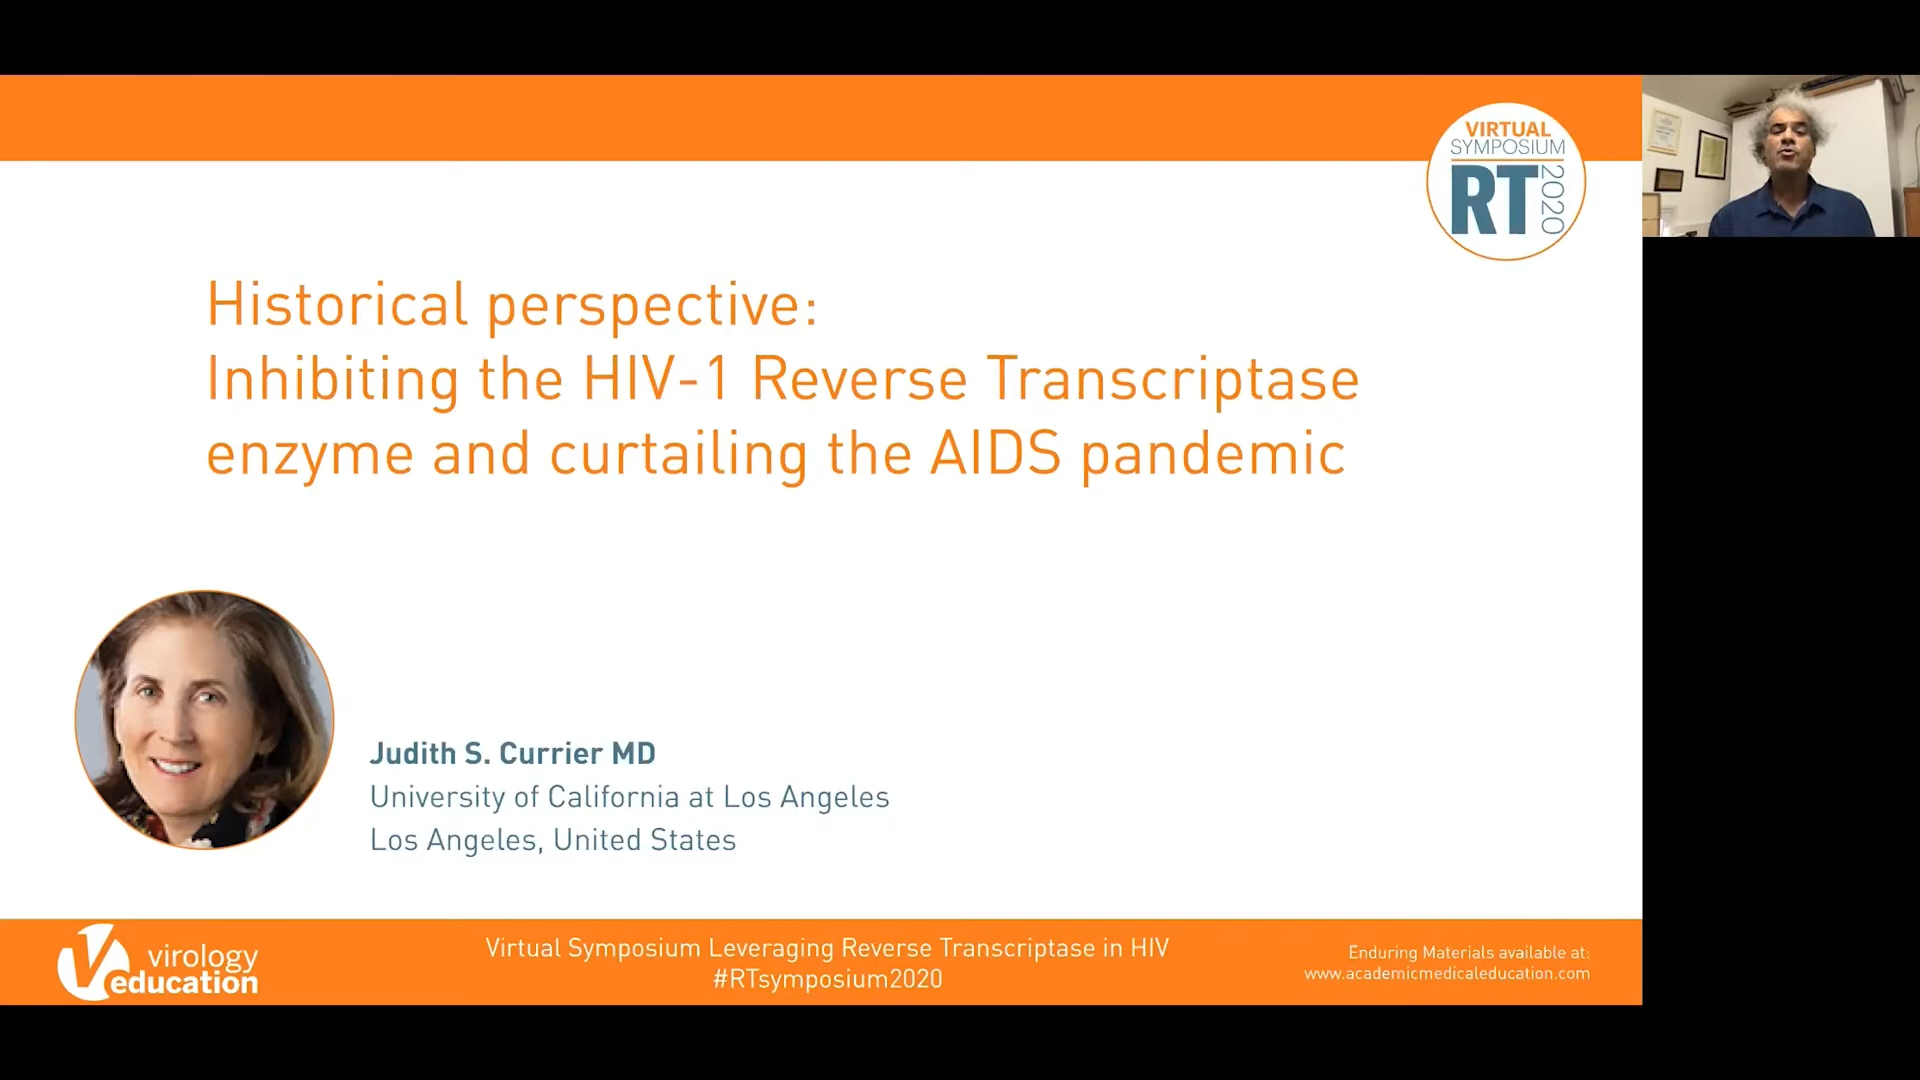 VIRTUAL
SYMPOSIUM
RT 2020
Historical perspective:
Inhibiting the HIV-1 Reverse Transcriptase
enzyme and curtailing the AIDS pandemic
Judith S. Currier MD
University of California at Los Angeles
Los Angeles, United States
virology
education
Virtual Symposium Leveraging Reverse Transcriptase in HIV
#RTsymposium2020
Enduring Materials available at:
www.academicmedicaleducation.com